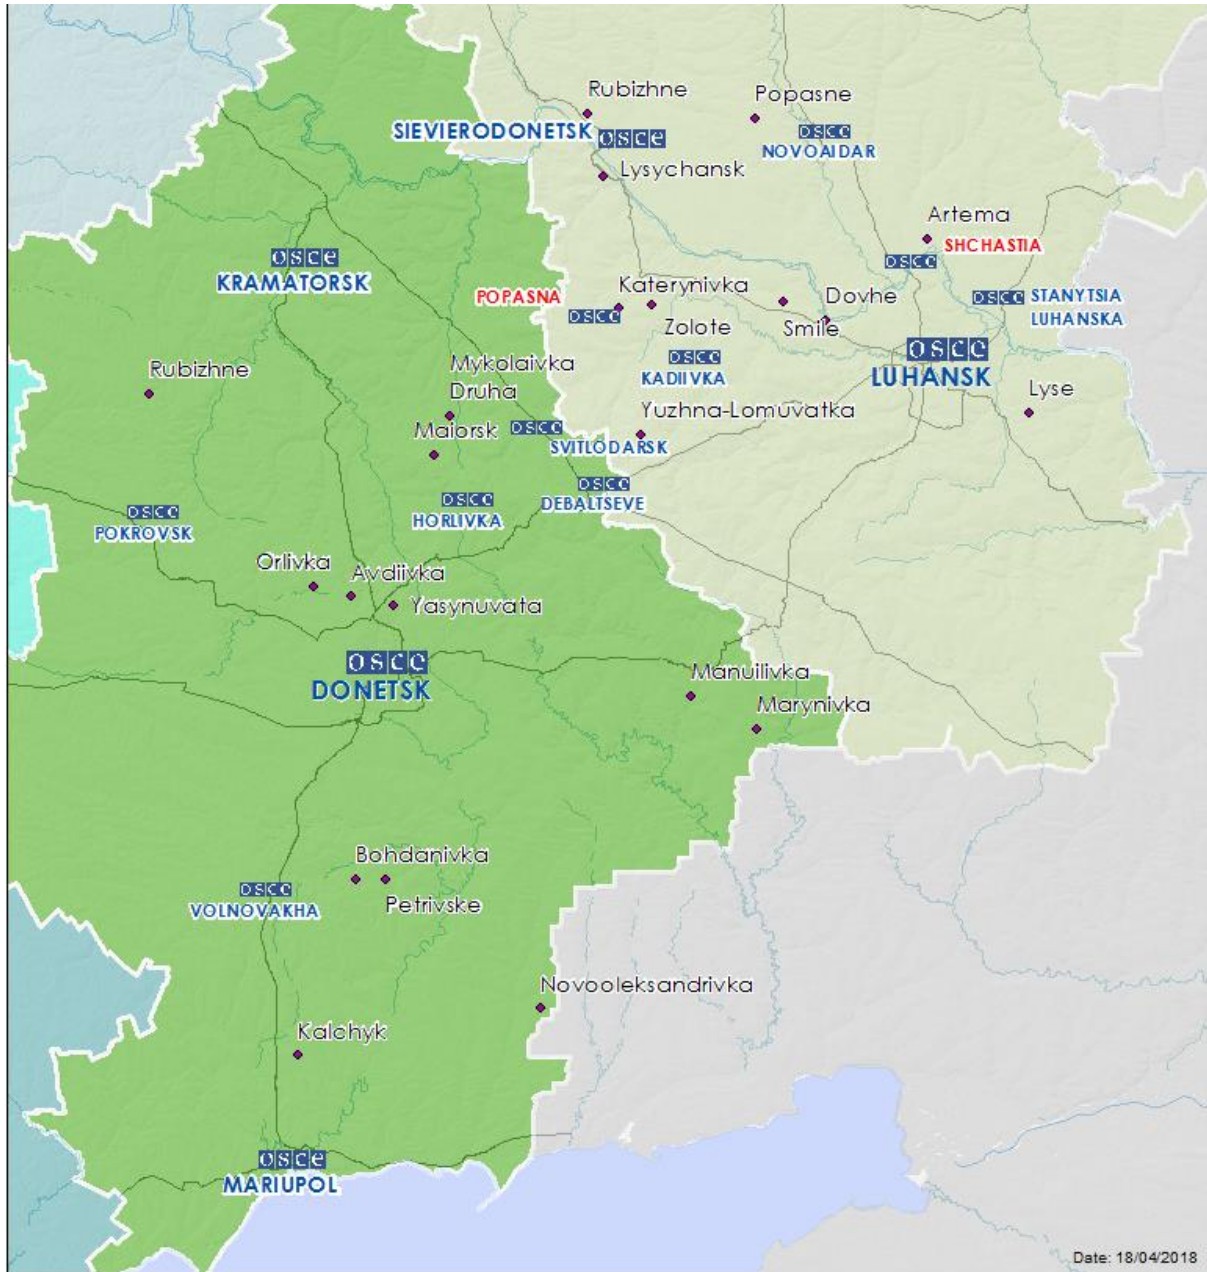 Rubizhne
Popasne
SIEVIERODONETSK
osce
osce
NOVOAIDAR
Lysychansk
Artema
SHCHASTIA
osce
KRAMATORSK
osce
Katerynivka
POPASNA
osce
Zolote
Dovhe
Smile
osce
STANYTSIA
LUHANSKA
osce
LUHANSK
osce
KADIIVKA
Rubizhne
Mykolaivka
Druha
Maiorsk
osce
SVITLODARSK
Yuzhna-Lomuvatka
Lyse
osce
POKROVSK
osce
HORLIVKA
osce
DEBALTSEVE
Orlivka
Avdiivka
Yasynuvata
osce
DONETSK
Manuilivka
Marynivka
Bohdanivka
Petrivske
osce
VOLNOVAKHA
Novooleksandrivka
Kalchyk
osce
MARIUPOL
Date: 18/04/2018